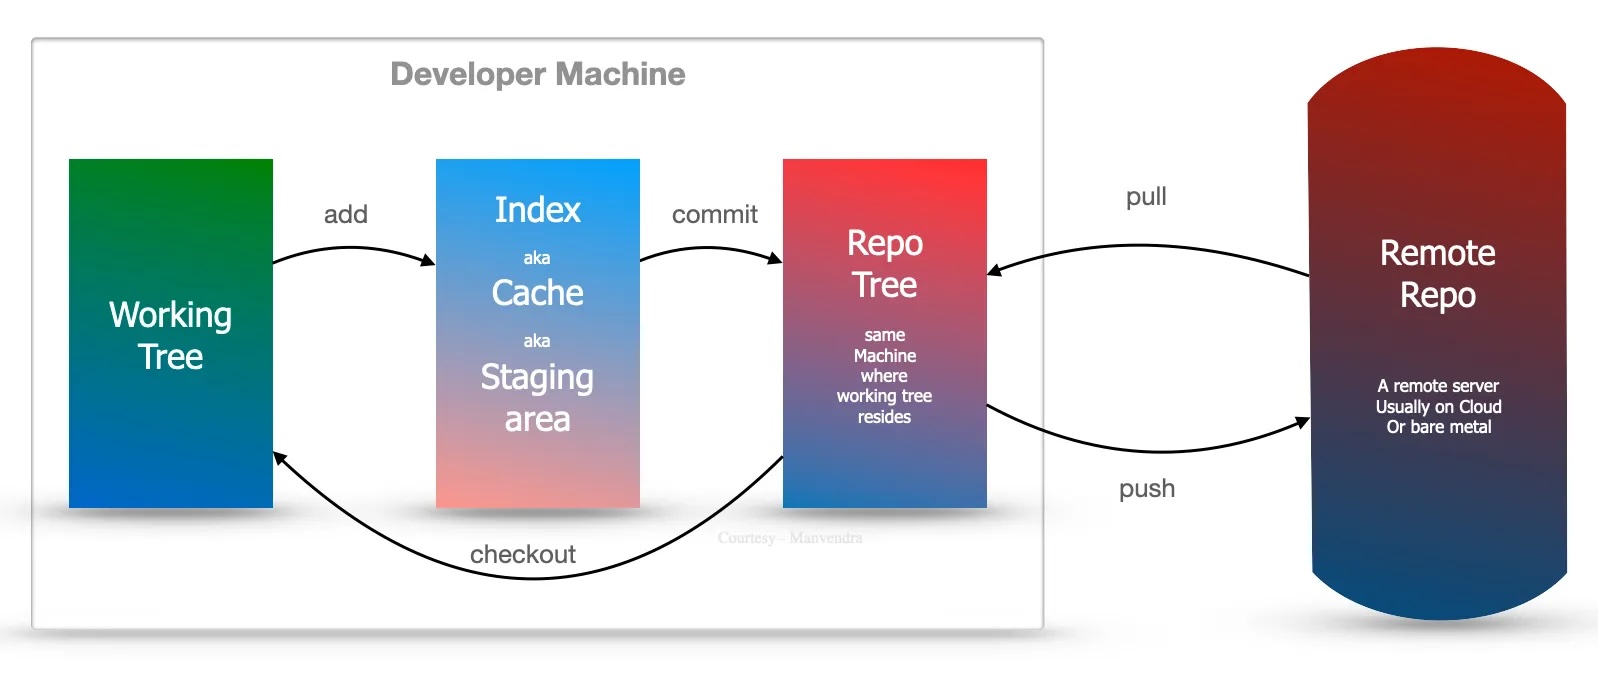 Developer Machine
Working
Tree
add
Index
aka
Cache
aka
Staging
area
commit
Repo
Tree
same
Machine
where
working tree
resides
checkout
Courtesy - Manvendra
pull
push
Remote
Repo
A remote server
Usually on Cloud
Or bare metal